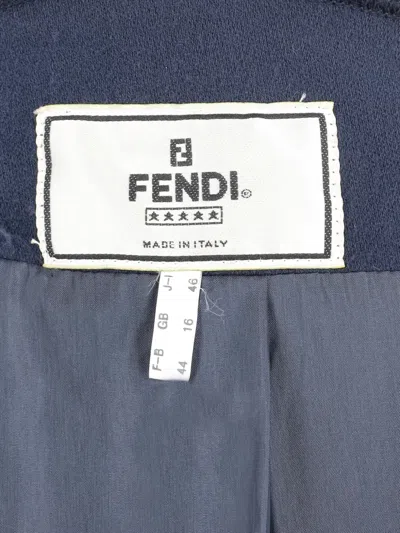 FENDI®
★★★★★
MADE IN ITALY
J-I 46
GB 16
F-B 44